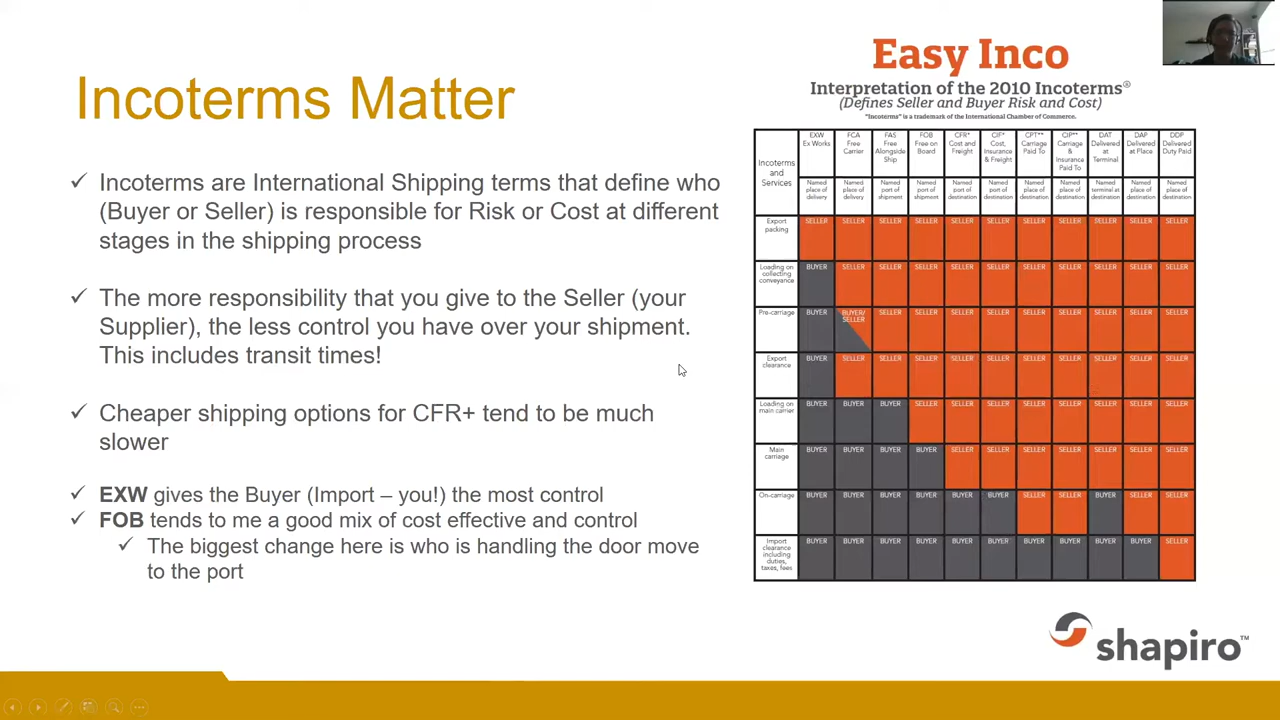 Incoterms Matter
Incoterms are International Shipping terms that define who
(Buyer or Seller) is responsible for Risk or Cost at different
stages in the shipping process
The more responsibility that you give to the Seller (your
Supplier), the less control you have over your shipment.
This includes transit times!
Cheaper shipping options for CFR+ tend to be much
slower
EXW gives the Buyer (Import – you!) the most control
FOB tends to me a good mix of cost effective and control
The biggest change here is who is handling the door move
to the port
Easy Inco
Interpretation of the 2010 Incoterms®
(Defines Seller and Buyer Risk and Cost)
"Incoterms" is a trademark of the International Chamber of Commerce.
Incoterms and Services
EXW Ex Works
FCA Free Carrier
FAS Free Alongside Ship
FOB Free on Board
CFR* Cost and Freight
CIF* Cost, Insurance & Freight
CPT** Carriage Paid To
CIP** Carriage & Insurance Paid To
DAT Delivered at Terminal
DAP Delivered at Place
DDP Delivered Duty Paid
Named place of delivery
Named place of delivery
Named port of shipment
Named port of shipment
Named port of destination
Named port of destination
Named place of destination
Named place of destination
Named terminal at destination
Named place of destination
Named place of destination
Export packing SELLER SELLER SELLER SELLER SELLER SELLER SELLER SELLER SELLER SELLER SELLER
Loading on collecting conveyance BUYER SELLER SELLER SELLER SELLER SELLER SELLER SELLER SELLER SELLER SELLER
Pre-carriage BUYER BUYER/ SELLER SELLER SELLER SELLER SELLER SELLER SELLER SELLER SELLER SELLER
Export clearance BUYER SELLER SELLER SELLER SELLER SELLER SELLER SELLER SELLER SELLER SELLER
Loading on main carrier BUYER BUYER BUYER SELLER SELLER SELLER SELLER SELLER SELLER SELLER SELLER
Main carriage BUYER BUYER BUYER BUYER SELLER SELLER SELLER SELLER SELLER SELLER SELLER
On-carriage BUYER BUYER BUYER BUYER BUYER BUYER SELLER SELLER BUYER SELLER SELLER
Import clearance including duties, taxes, fees BUYER BUYER BUYER BUYER BUYER BUYER BUYER BUYER BUYER BUYER SELLER
shapiro™